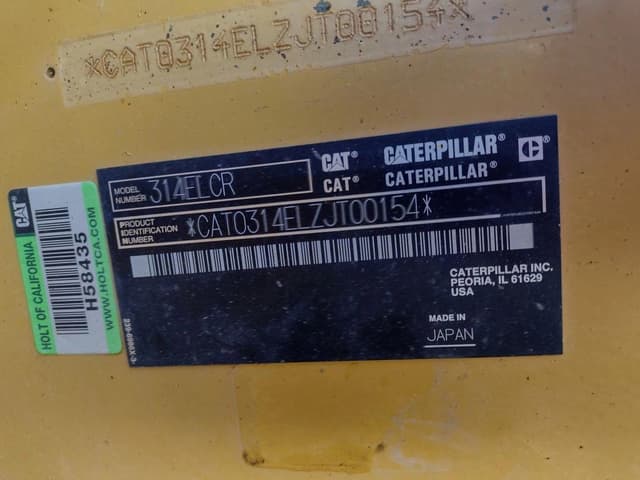 *CAT0314ELZJT00154*
CAT® CATERPILLAR® C®
CAT® CATERPILLAR®
MODEL NUMBER 314ELCR
PRODUCT IDENTIFICATION NUMBER *CAT0314ELZJT00154*
CATERPILLAR INC.
PEORIA, IL 61629
USA
MADE IN
JAPAN
CAT®
HOLT OF CALIFORNIA
H58435
WWW.HOLTCA.COM